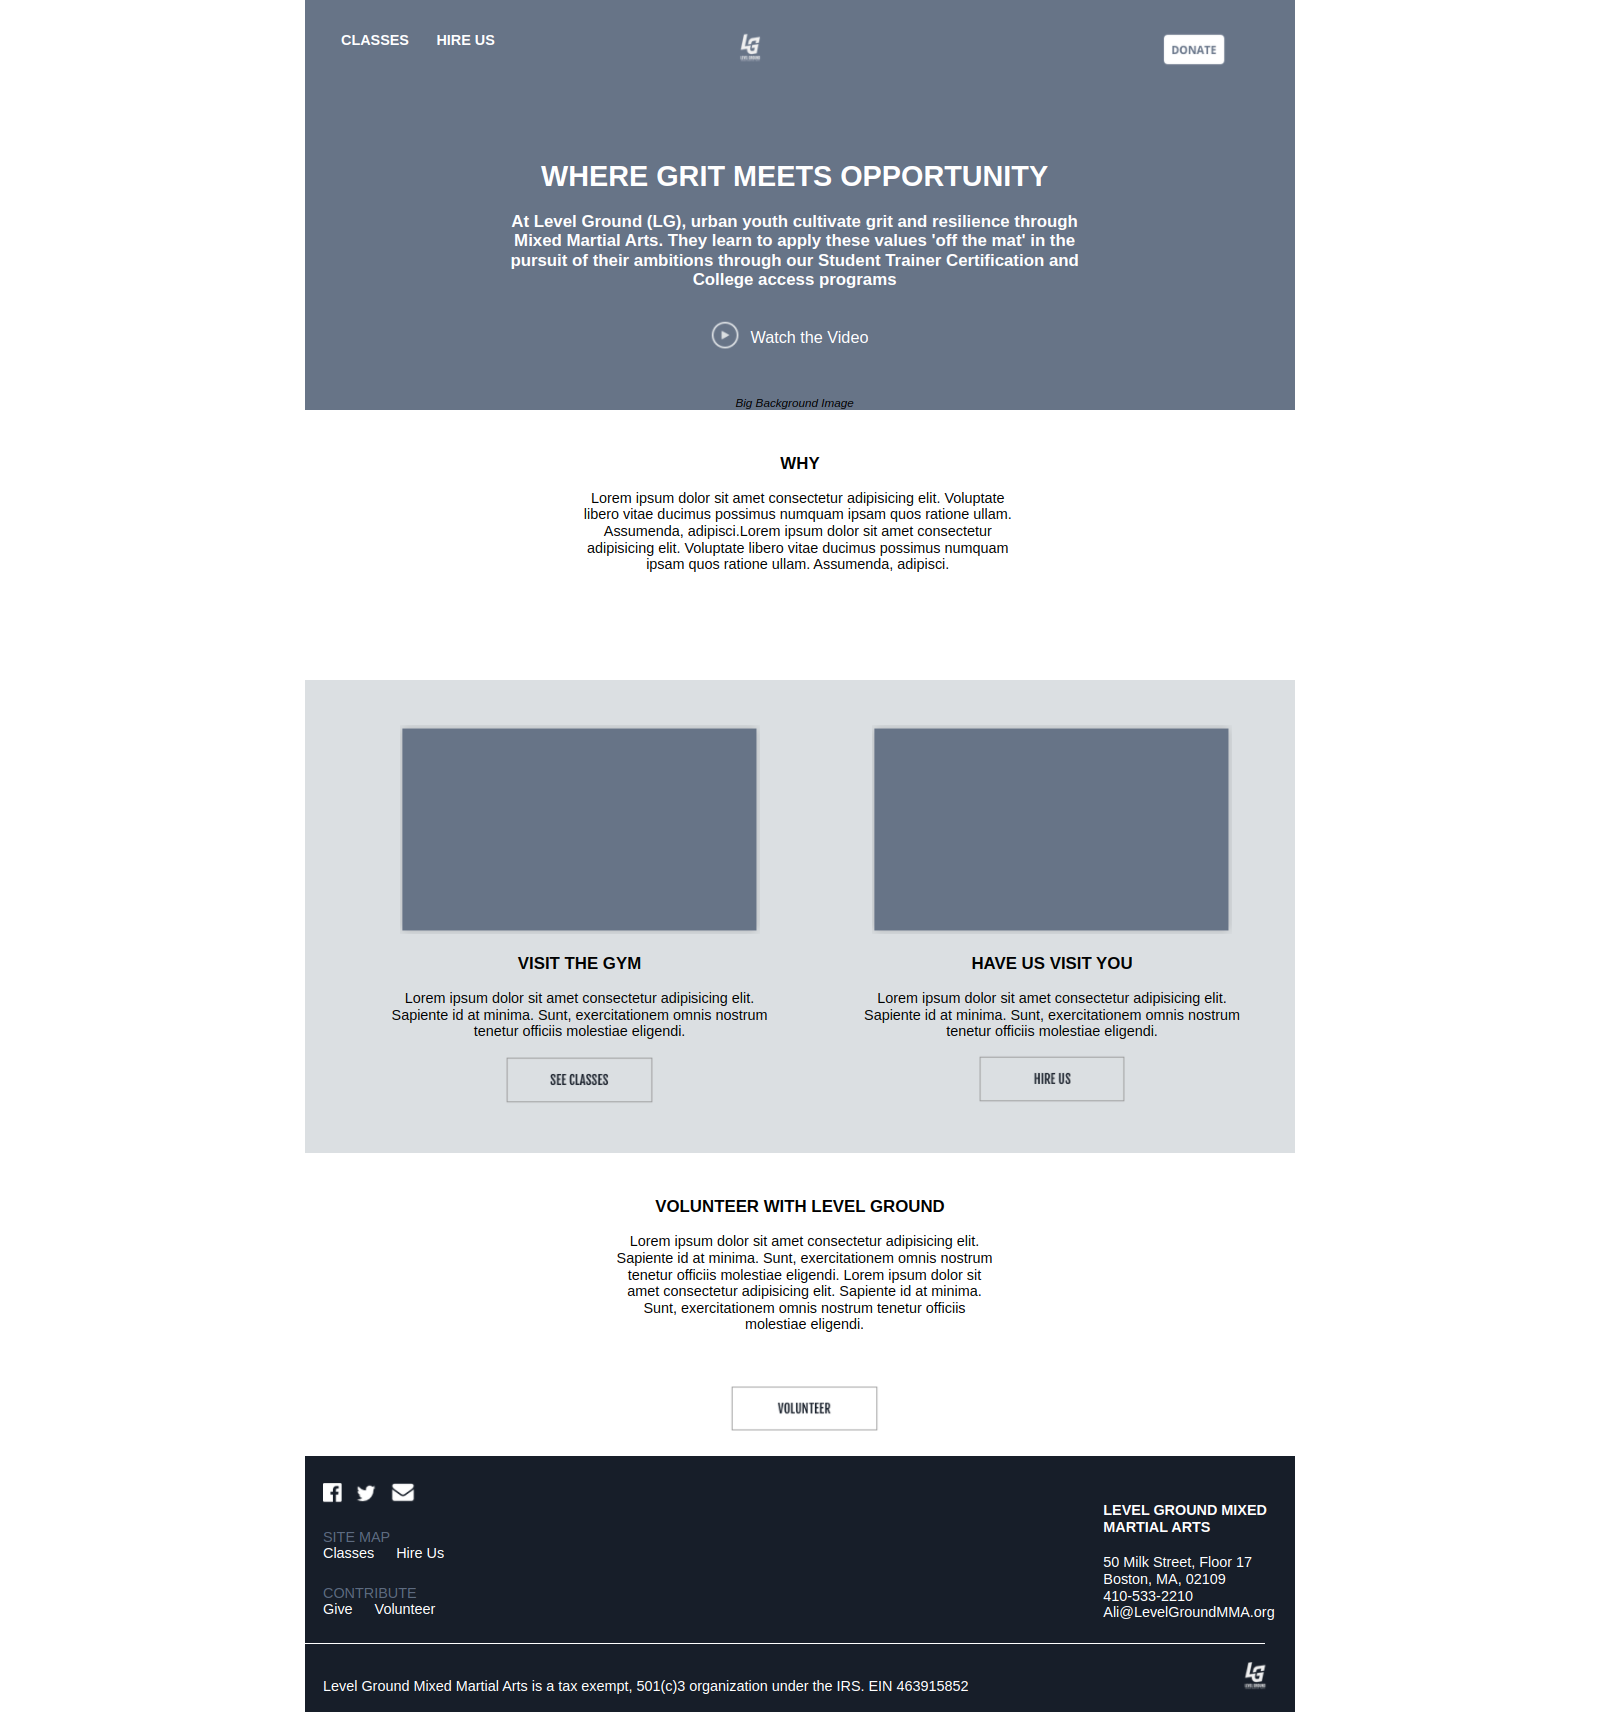 CLASSES HIRE US
LG
LEVEL GROUND
DONATE
WHERE GRIT MEETS OPPORTUNITY
At Level Ground (LG), urban youth cultivate grit and resilience through
Mixed Martial Arts. They learn to apply these values 'off the mat' in the
pursuit of their ambitions through our Student Trainer Certification and
College access programs
Watch the Video
Big Background Image
WHY
Lorem ipsum dolor sit amet consectetur adipisicing elit. Voluptate
libero vitae ducimus possimus numquam ipsam quos ratione ullam.
Assumenda, adipisci.Lorem ipsum dolor sit amet consectetur
adipisicing elit. Voluptate libero vitae ducimus possimus numquam
ipsam quos ratione ullam. Assumenda, adipisci.
VISIT THE GYM
Lorem ipsum dolor sit amet consectetur adipisicing elit.
Sapiente id at minima. Sunt, exercitationem omnis nostrum
tenetur officiis molestiae eligendi.
SEE CLASSES
HAVE US VISIT YOU
Lorem ipsum dolor sit amet consectetur adipisicing elit.
Sapiente id at minima. Sunt, exercitationem omnis nostrum
tenetur officiis molestiae eligendi.
HIRE US
VOLUNTEER WITH LEVEL GROUND
Lorem ipsum dolor sit amet consectetur adipisicing elit.
Sapiente id at minima. Sunt, exercitationem omnis nostrum
tenetur officiis molestiae eligendi. Lorem ipsum dolor sit
amet consectetur adipisicing elit. Sapiente id at minima.
Sunt, exercitationem omnis nostrum tenetur officiis
molestiae eligendi.
VOLUNTEER
SITE MAP
Classes Hire Us
CONTRIBUTE
Give Volunteer
LEVEL GROUND MIXED
MARTIAL ARTS
50 Milk Street, Floor 17
Boston, MA, 02109
410-533-2210
Ali@LevelGroundMMA.org
Level Ground Mixed Martial Arts is a tax exempt, 501(c)3 organization under the IRS. EIN 463915852
LG
LEVEL GROUND